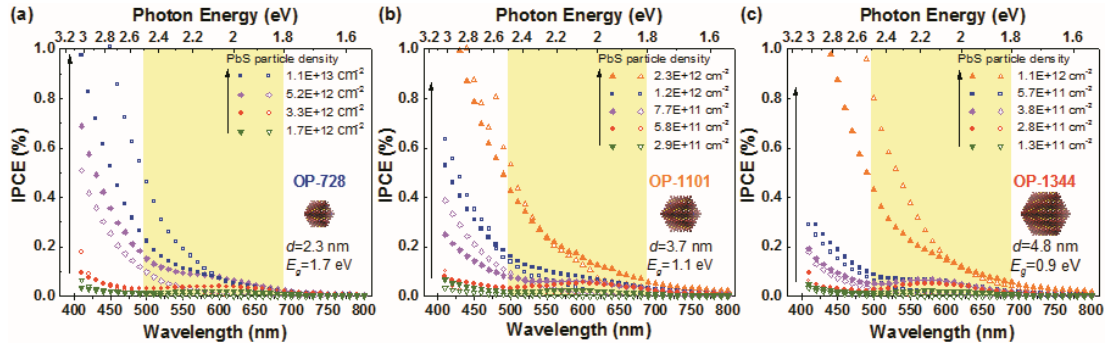 (a)
Photon Energy (eV)
3.2 3 2.8 2.6 2.4 2.2 2 1.8 1.6
1.0
0.8
0.6
0.4
0.2
0.0
IPCE (%)
PbS particle density
1.1E+13 cm-2
5.2E+12 cm-2
3.3E+12 cm-2
1.7E+12 cm-2
OP-728
d=2.3 nm
Eg=1.7 eV
400 450 500 550 600 650 700 750 800
Wavelength (nm)
(b)
Photon Energy (eV)
3.2 3 2.8 2.6 2.4 2.2 2 1.8 1.6
1.0
0.8
0.6
0.4
0.2
0.0
IPCE (%)
PbS particle density
2.3E+12 cm-2
1.2E+12 cm-2
7.7E+11 cm-2
5.8E+11 cm-2
2.9E+11 cm-2
OP-1101
d=3.7 nm
Eg=1.1 eV
400 450 500 550 600 650 700 750 800
Wavelength (nm)
(c)
Photon Energy (eV)
3.2 3 2.8 2.6 2.4 2.2 2 1.8 1.6
1.0
0.8
0.6
0.4
0.2
0.0
IPCE (%)
PbS particle density
1.1E+12 cm-2
5.7E+11 cm-2
3.8E+11 cm-2
2.8E+11 cm-2
1.3E+11 cm-2
OP-1344
d=4.8 nm
Eg=0.9 eV
400 450 500 550 600 650 700 750 800
Wavelength (nm)